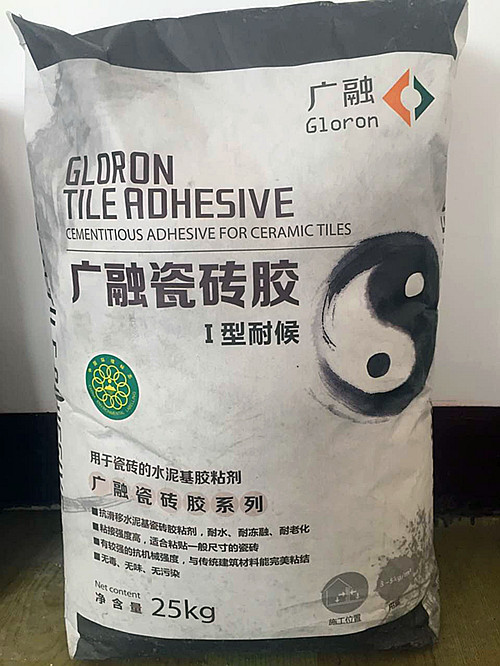 广融
Gloron
GLORON
TILE ADHESIVE
CEMENTITIOUS ADHESIVE FOR CERAMIC TILES
广融瓷砖胶
I型耐候
用于瓷砖的水泥基胶粘剂
广融瓷砖胶系列
■抗滑移水泥基瓷砖胶粘剂，耐水、耐冻融、耐老化
■粘接强度高，适合粘贴一般尺寸的瓷砖
■有较强的抗机械强度，与传统建筑材料能完美粘结
■无毒、无味、无污染
Net content
净含量 25kg
施工位置